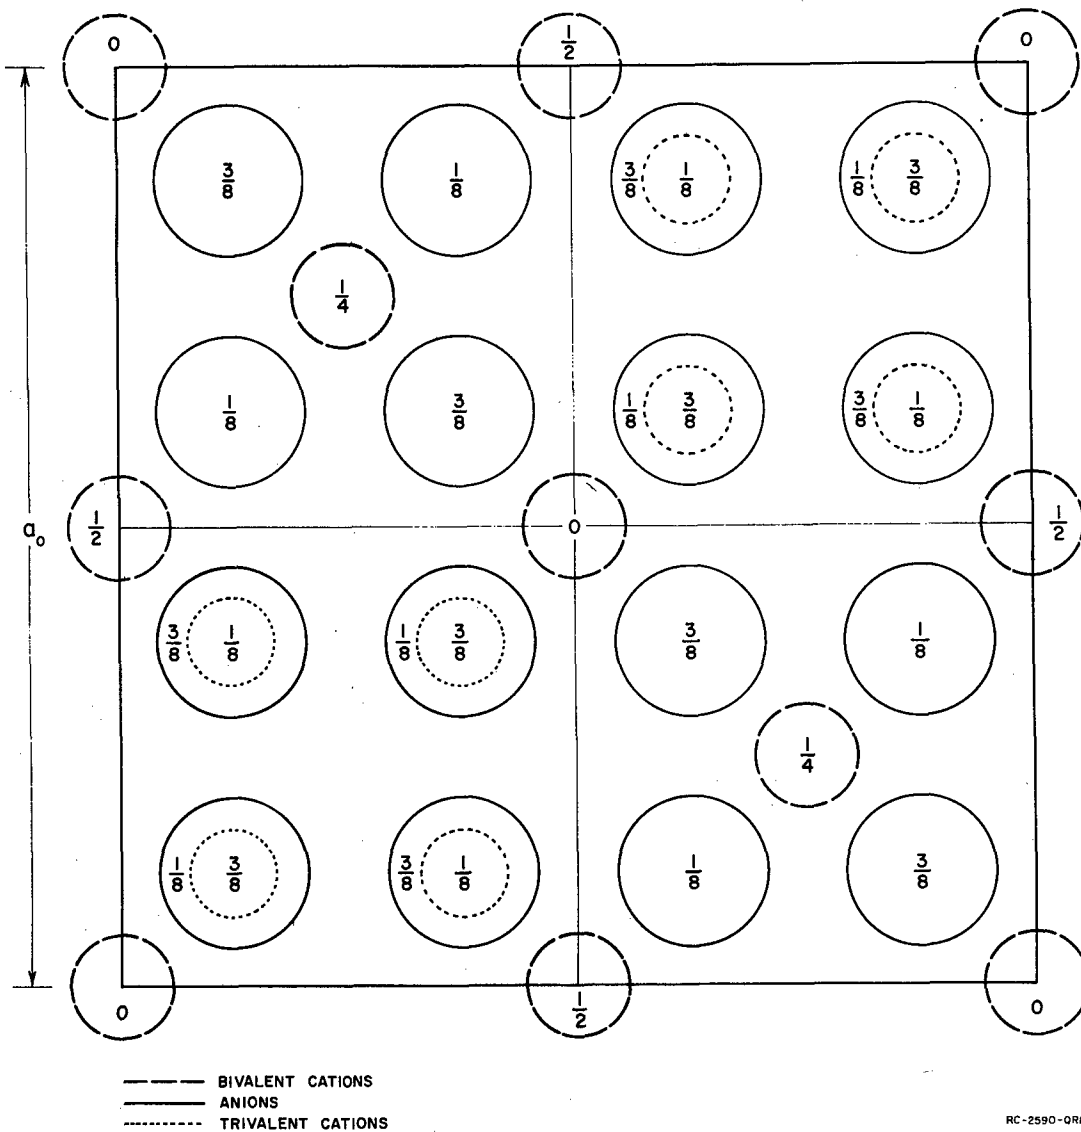 0 1/2 0
3/8 1/8 3/8 1/8 1/8 3/8
1/4
1/8 3/8 1/8 3/8 3/8 1/8
a₀ 1/2 0 1/2
3/8 1/8 1/8 3/8 3/8 1/8
1/4
1/8 3/8 3/8 1/8 1/8 3/8
0 1/2 0
BIVALENT CATIONS
ANIONS
TRIVALENT CATIONS